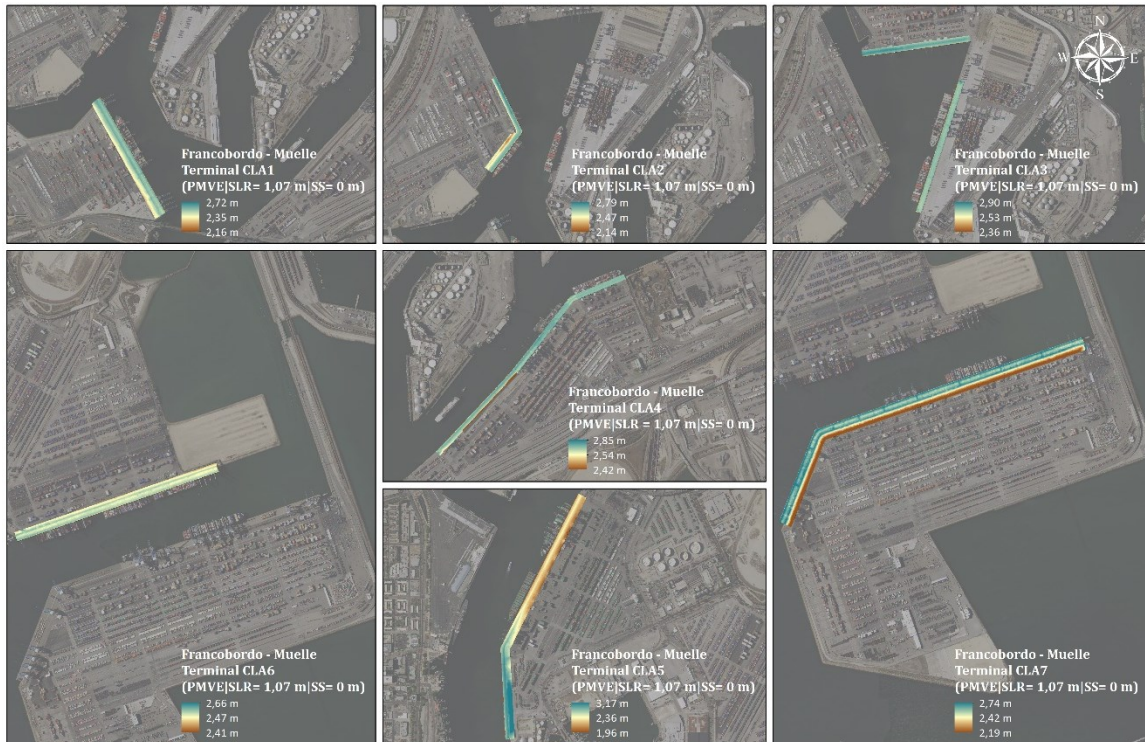 Francobordo - Muelle
Terminal CLA1
(PMVE|SLR= 1,07 m|SS= 0 m)
2,72 m
2,35 m
2,16 m
Francobordo - Muelle
Terminal CLA2
(PMVE|SLR= 1,07 m|SS= 0 m)
2,79 m
2,47 m
2,14 m
N
W E
S
Francobordo - Muelle
Terminal CLA3
(PMVE|SLR= 1,07 m|SS= 0 m)
2,90 m
2,53 m
2,36 m
Francobordo - Muelle
Terminal CLA6
(PMVE|SLR= 1,07 m|SS= 0 m)
2,66 m
2,47 m
2,41 m
Francobordo - Muelle
Terminal CLA4
(PMVE|SLR = 1,07 m|SS= 0 m)
2,85 m
2,54 m
2,42 m
Francobordo - Muelle
Terminal CLA5
(PMVE|SLR= 1,07 m|SS= 0 m)
3,17 m
2,36 m
1,96 m
Francobordo - Muelle
Terminal CLA7
(PMVE|SLR= 1,07 m|SS= 0 m)
2,74 m
2,42 m
2,19 m